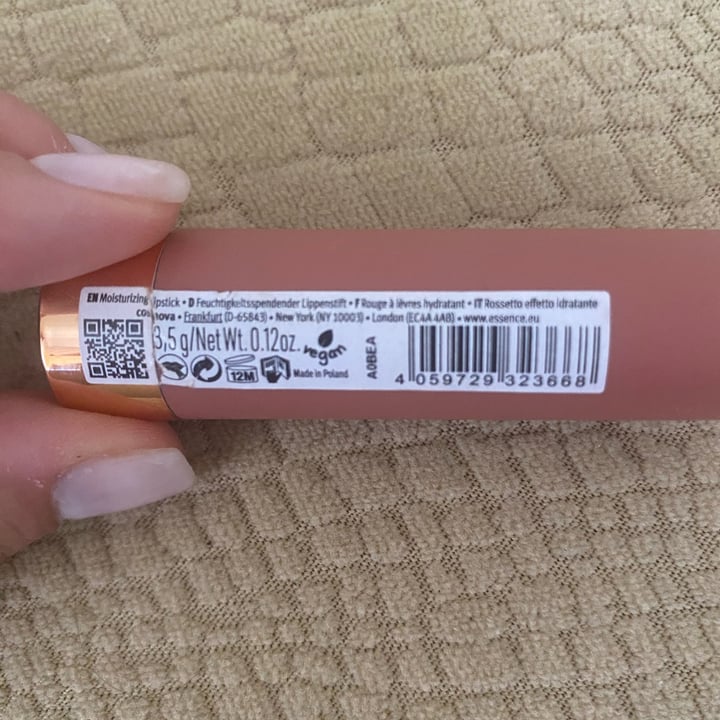 EN Moisturizing lipstick • D Feuchtigkeitsspendender Lippenstift • F Rouge à lèvres hydratant • IT Rossetto effetto idratante
cosnova • Frankfurt (D-65843) • New York (NY 10003) • London (EC4A 4AB) • www.essence.eu
3,5 g/Net Wt. 0.12oz.
vegan
12M
Made in Poland
A0BEA
4 059729 323668